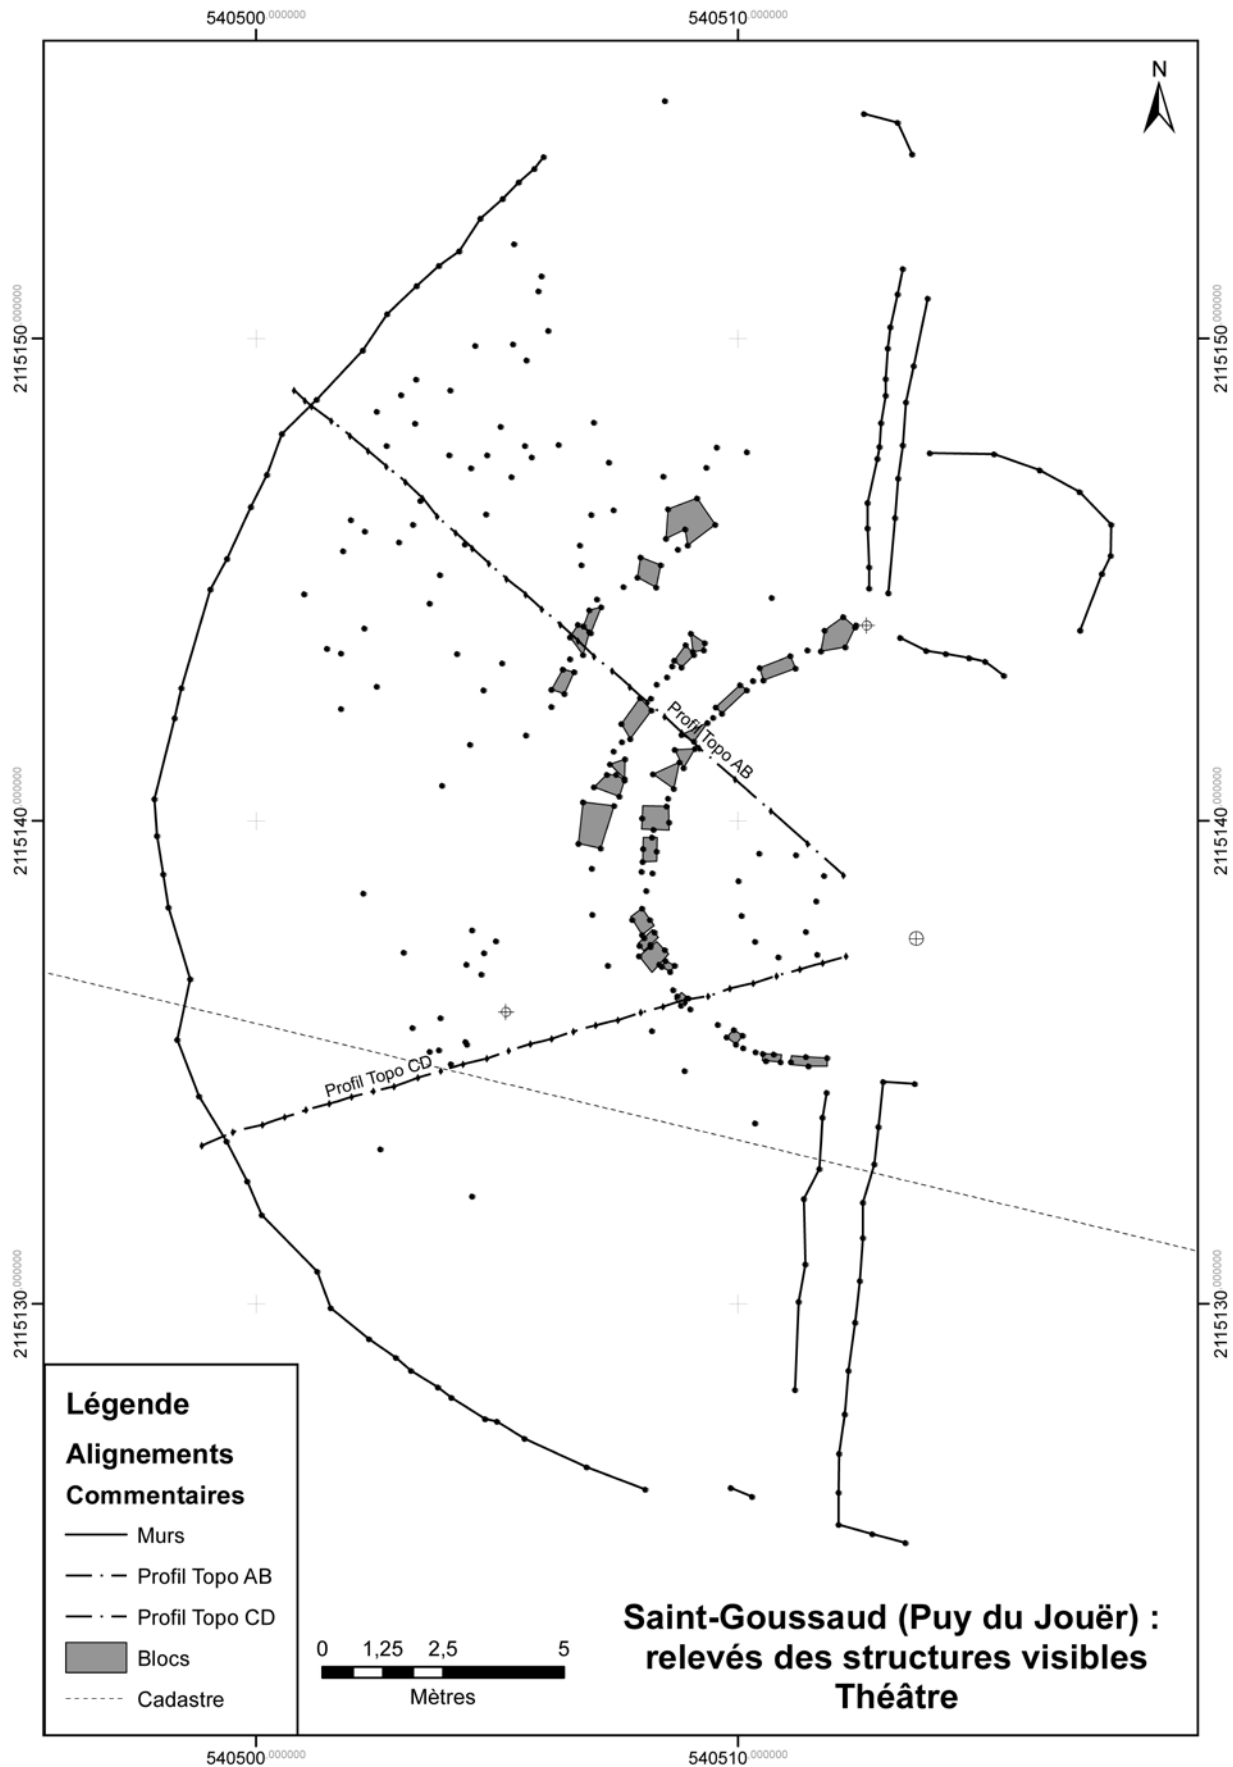 540500,000000 540510,000000
N
2115150,000000 2115150,000000
Profil Topo AB
2115140,000000 2115140,000000
Profil Topo CD
2115130,000000 2115130,000000
Légende
Alignements
Commentaires
Murs
Profil Topo AB
Profil Topo CD
Blocs
Cadastre
0 1,25 2,5 5
Mètres
Saint-Goussaud (Puy du Jouër) :
relevés des structures visibles
Théâtre
540500,000000 540510,000000